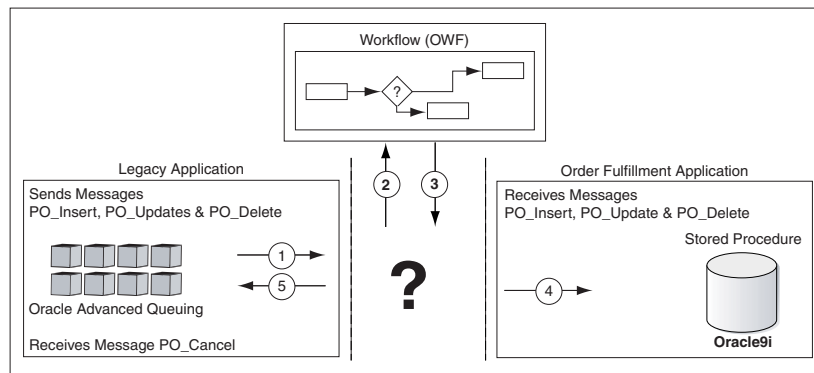 Workflow (OWF)
?
Legacy Application
Sends Messages
PO_Insert, PO_Updates & PO_Delete
1
5
Oracle Advanced Queuing
Receives Message PO_Cancel
2
3
?
Order Fulfillment Application
Receives Messages
PO_Insert, PO_Update & PO_Delete
Stored Procedure
4
Oracle9i